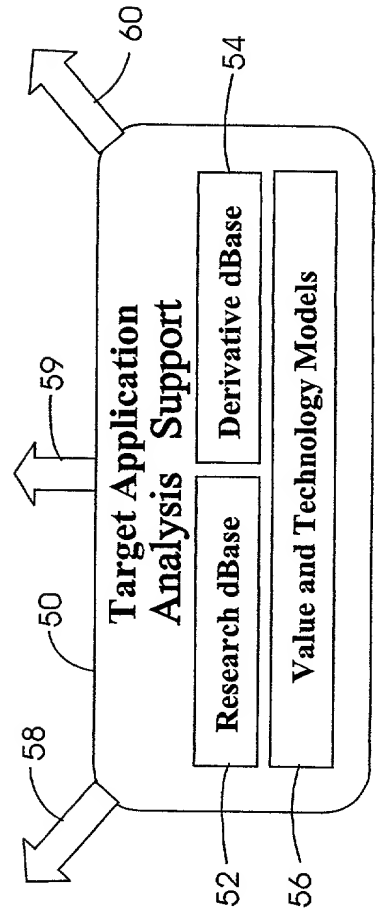 58
50
59
60
Target Application
Analysis Support
Research dBase
Derivative dBase
Value and Technology Models
52
56
54